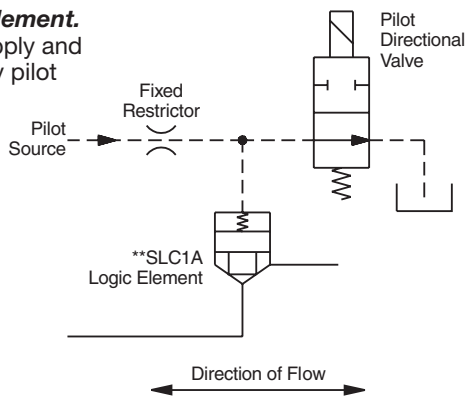 lement.
pply and
pilot
Pilot
Directional
Valve
Fixed
Restrictor
Pilot
Source
**SLC1A
Logic Element
Direction of Flow